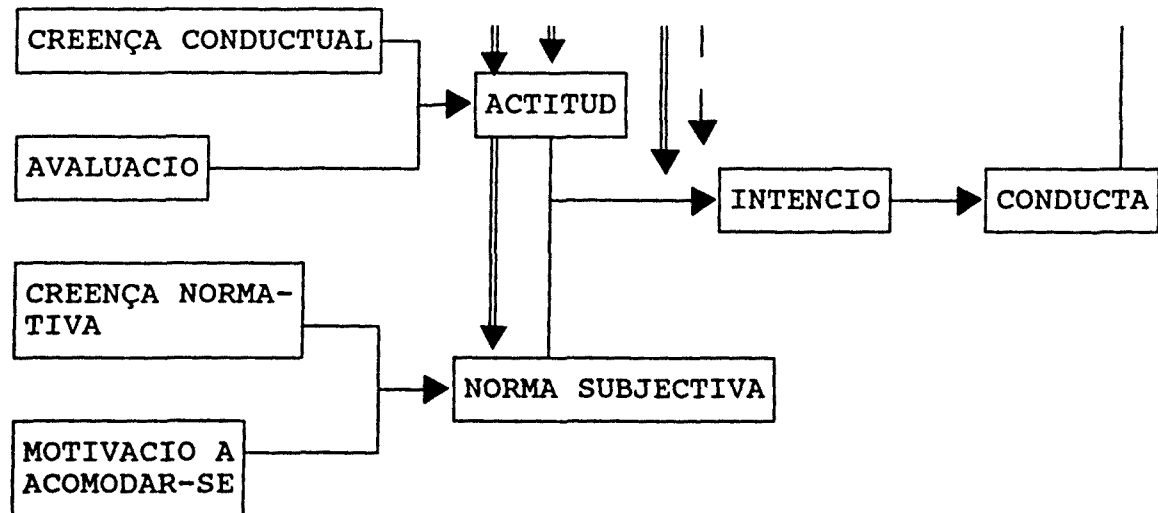 CREENÇA CONDUCTUAL
ACTITUD
AVALUACIO
INTENCIO
CONDUCTA
CREENÇA NORMA-
TIVA
NORMA SUBJECTIVA
MOTIVACIO A
ACOMODAR-SE